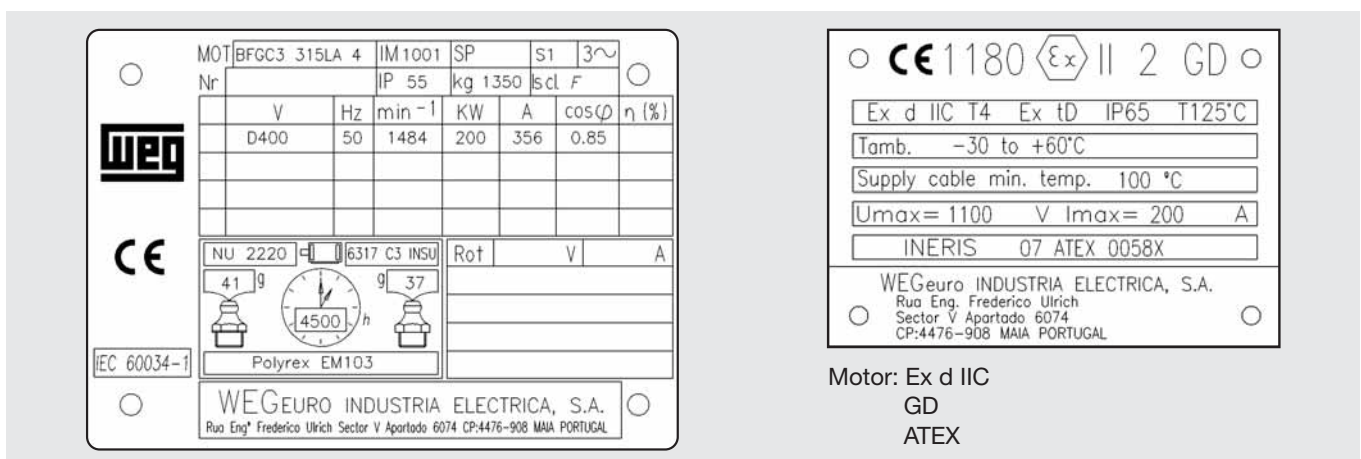 MOT BFGC3 315LA 4 IM1001 SP S1 3~
Nr IP 55 kg 1350 Is cl. F
V Hz min-1 KW A cosφ η (%)
D400 50 1484 200 356 0.85
weg
CE
NU 2220 6317 C3 INSU Rot V A
41 g g 37
4500 h
IEC 60034-1
Polyrex EM103
WEGEURO INDUSTRIA ELECTRICA, S.A.
Rua Engº Frederico Ulrich Sector V Apartado 6074 CP:4476-908 MAIA PORTUGAL
CE 1180 Ex II 2 GD
Ex d IIC T4 Ex tD IP65 T125°C
Tamb. -30 to +60°C
Supply cable min. temp. 100 °C
Umax= 1100 V Imax= 200 A
INERIS 07 ATEX 0058X
WEGeuro INDUSTRIA ELECTRICA, S.A.
Rua Eng. Frederico Ulrich
Sector V Apartado 6074
CP:4476-908 MAIA PORTUGAL
Motor: Ex d IIC
GD
ATEX